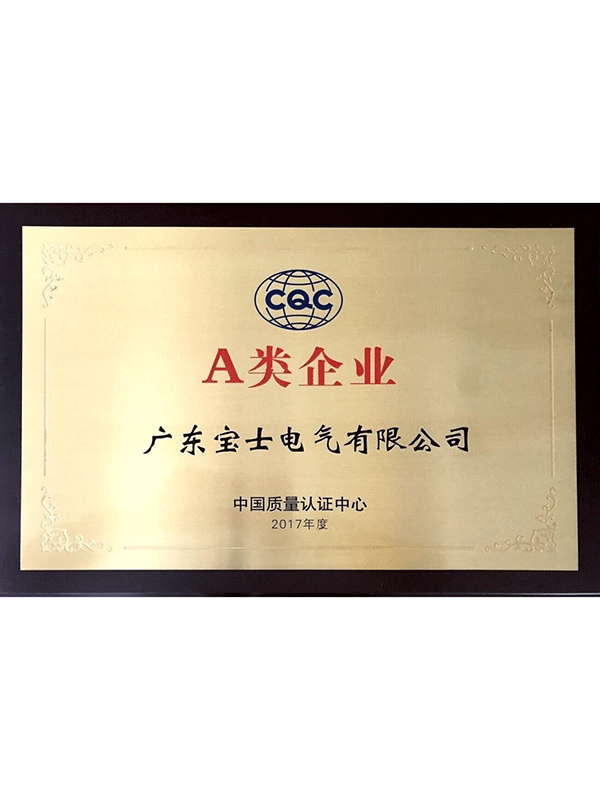 CQC
A类企业
广东宝士电气有限公司
中国质量认证中心
2017年度